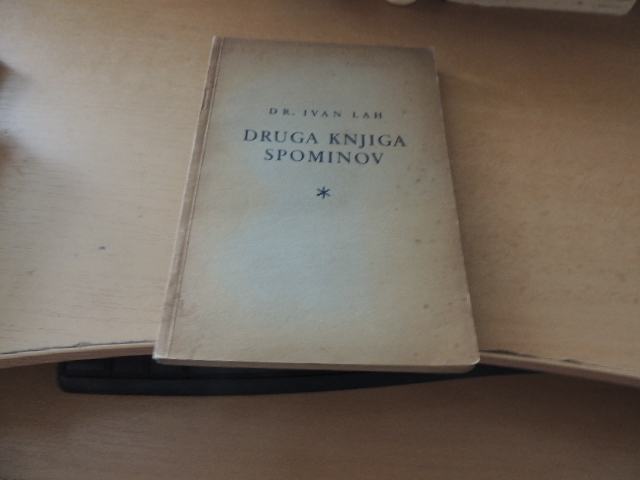 DR. IVAN LAH
DRUGA KNJIGA
SPOMINOV
*